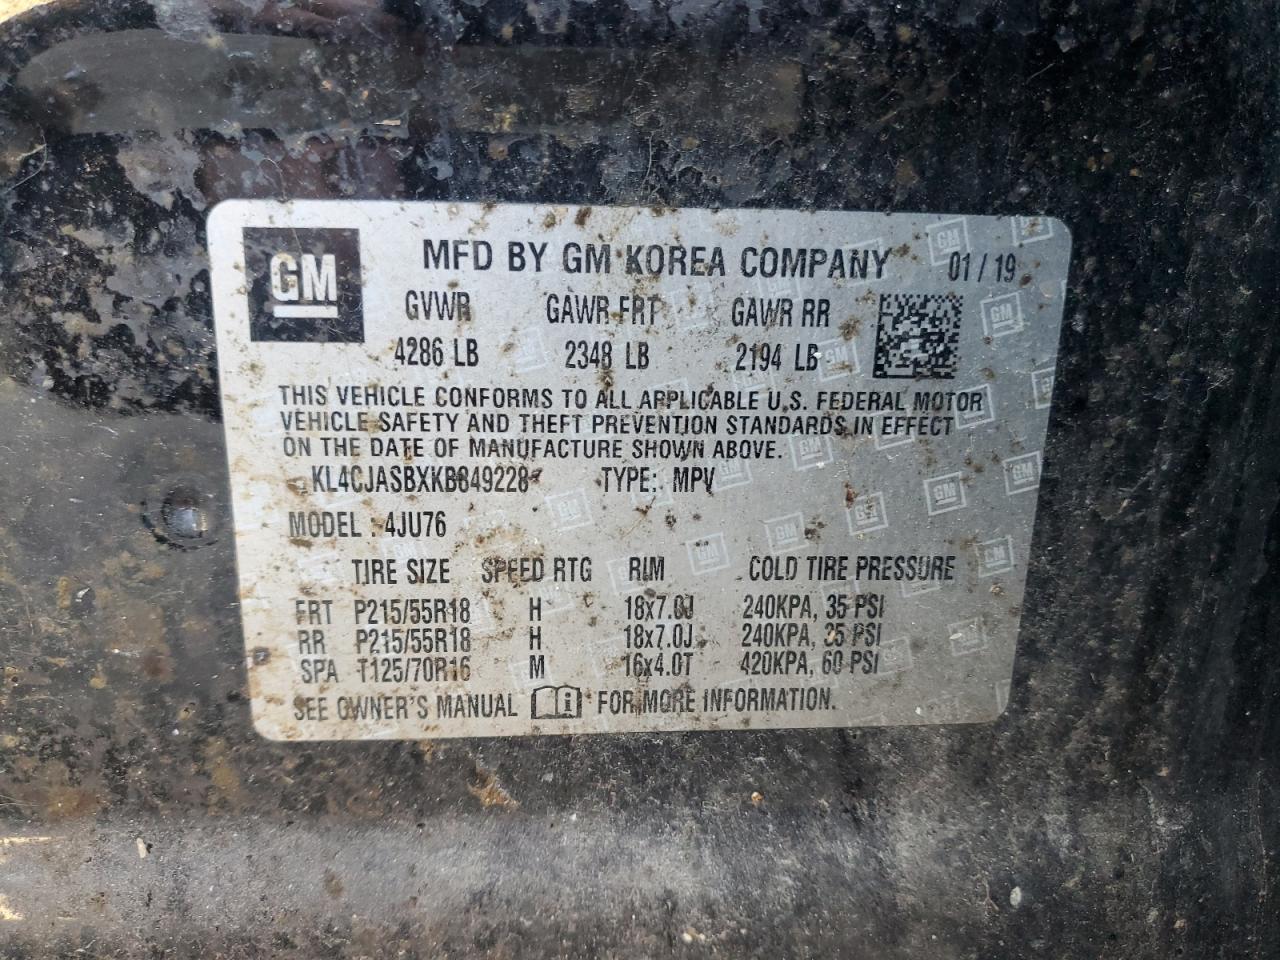 GM
MFD BY GM KOREA COMPANY 01/19
GVWR GAWR FRT GAWR RR
4286 LB 2348 LB 2194 LB
THIS VEHICLE CONFORMS TO ALL APPLICABLE U.S. FEDERAL MOTOR
VEHICLE SAFETY AND THEFT PREVENTION STANDARDS IN EFFECT
ON THE DATE OF MANUFACTURE SHOWN ABOVE.
KL4CJASBXKB849228 TYPE: MPV
MODEL : 4JU76
TIRE SIZE SPEED RTG RIM COLD TIRE PRESSURE
FRT P215/55R18 H 18x7.0J 240KPA, 35 PSI
RR P215/55R18 H 18x7.0J 240KPA, 35 PSI
SPA T125/70R16 M 16x4.0T 420KPA, 60 PSI
SEE OWNER'S MANUAL FOR MORE INFORMATION.